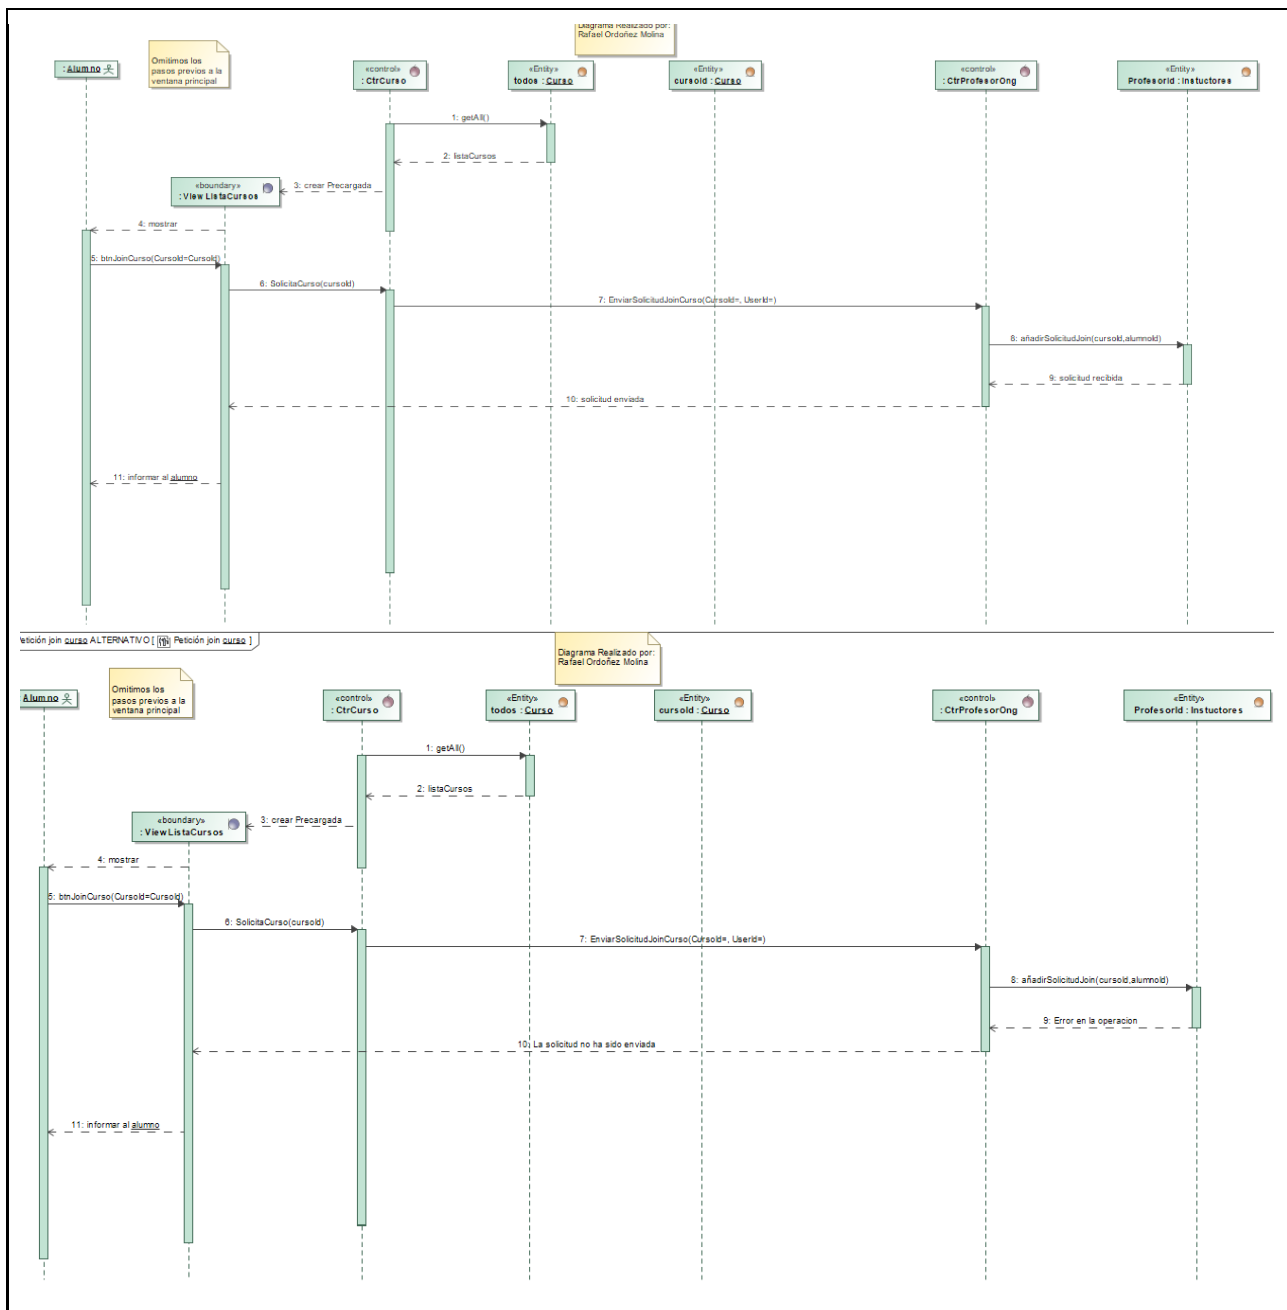 Diagrama Realizado por:
Rafael Ordoñez Molina
Omitimos los
pasos previos a la
ventana principal
: Alumno
«control»
: CtrCurso
«Entity»
todos : Curso
«Entity»
cursoId : Curso
«control»
: CtrProfesorOng
«Entity»
ProfesorId : Instuctores
1: getAll()
2: listaCursos
«boundary»
: View ListaCursos
3: crear Precargada
4: mostrar
5: btnJoinCurso(CursoId=CursoId)
6: SolicitaCurso(cursoId)
7: EnviarSolicitudJoinCurso(CursoId=, UserId=)
8: añadirSolicitudJoin(cursoId,alumnoId)
9: solicitud recibida
10: solicitud enviada
11: informar al alumno
Petición join curso ALTERNATIVO [ Petición join curso ]
Diagrama Realizado por:
Rafael Ordoñez Molina
Omitimos los
pasos previos a la
ventana principal
Alumno
«control»
: CtrCurso
«Entity»
todos : Curso
«Entity»
cursoId : Curso
«control»
: CtrProfesorOng
«Entity»
ProfesorId : Instuctores
1: getAll()
2: listaCursos
«boundary»
: View ListaCursos
3: crear Precargada
4: mostrar
5: btnJoinCurso(CursoId=CursoId)
6: SolicitaCurso(cursoId)
7: EnviarSolicitudJoinCurso(CursoId=, UserId=)
8: añadirSolicitudJoin(cursoId,alumnoId)
9: Error en la operacion
10: La solicitud no ha sido enviada
11: informar al alumno